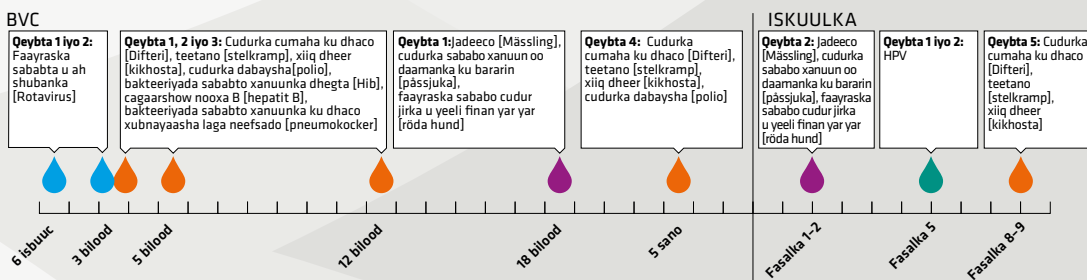 BVC
Qeybta 1 iyo 2:
Faayraska
sababta u ah
shubanka
[Rotavirus]
Qeybta 1, 2 iyo 3: Cudurka cumaha ku dhaco
[Difteri], teetano [stelkramp], xiiq dheer
[kikhosta], cudurka dabaysha[polio],
bakteeriyada sababto xanuunka dhegta [Hib],
cagaarshow nooxa B [hepatit B],
bakteeriyada sababto xanuunka ku dhaco
xubnayaasha laga neefsado [pneumokocker]
Qeybta 1:Jadeeco [Mässling],
cudurka sababo xanuun oo
daamanka ku bararin
[påssjuka],
faayraska sababo cudur
jirka u yeeli finan yar yar
[röda hund]
Qeybta 4: Cudurka
cumaha ku dhaco [Difteri],
teetano [stelkramp],
xiiq dheer [kikhosta],
cudurka dabaysha [polio]
ISKUULKA
Qeybta 2: Jadeeco
[Mässling], cudurka
sababo xanuun oo
daamanka ku bararin
[påssjuka], faayraska
sababo cudur jirka
u yeeli finan yar yar
[röda hund]
Qeybta 1 iyo 2:
HPV
Qeybta 5: Cudurka
cumaha ku dhaco
[Difteri],
teetano
[stelkramp],
xiiq dheer
[kikhosta]
6 isbuuc
3 bilood
5 bilood
12 bilood
18 bilood
5 sano
Fasalka 1–2
Fasalka 5
Fasalka 8–9